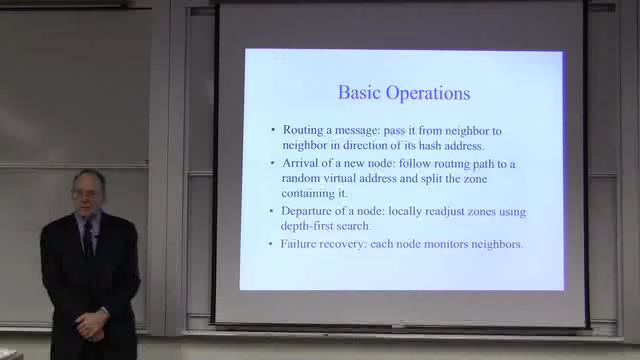 Basic Operations
• Routing a message: pass it from neighbor to
neighbor in direction of its hash address.
• Arrival of a new node: follow routing path to a
random virtual address and split the zone
containing it.
• Departure of a node: locally readjust zones using
depth-first search.
• Failure recovery: each node monitors neighbors.